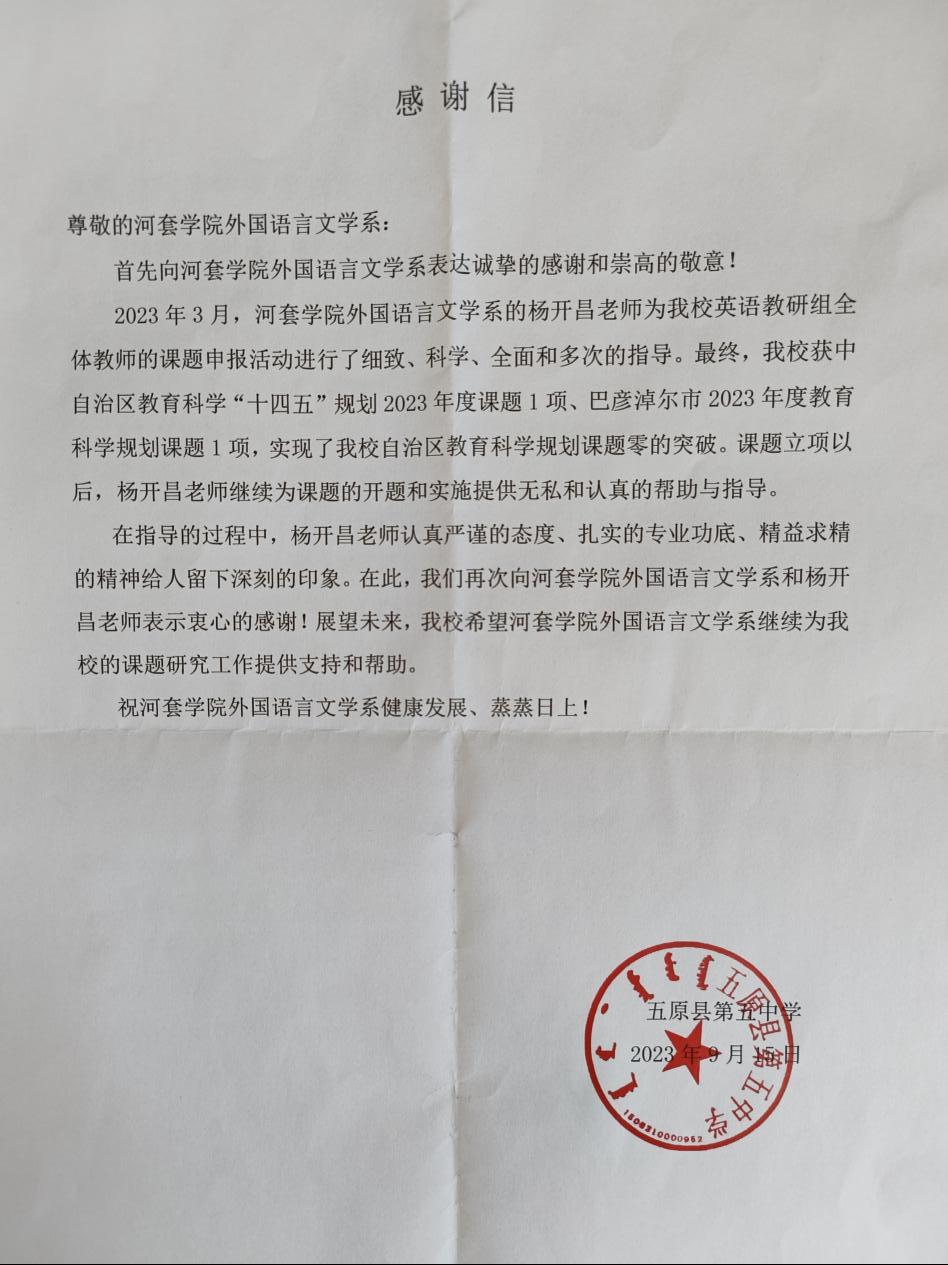 感谢信
尊敬的河套学院外国语言文学系：
首先向河套学院外国语言文学系表达诚挚的感谢和崇高的敬意！
2023 年 3 月，河套学院外国语言文学系的杨开昌老师为我校英语教研组全
体教师的课题申报活动进行了细致、科学、全面和多次的指导。最终，我校获中
自治区教育科学“十四五”规划 2023 年度课题 1 项、巴彦淖尔市 2023 年度教育
科学规划课题 1 项，实现了我校自治区教育科学规划课题零的突破。课题立项以
后，杨开昌老师继续为课题的开题和实施提供无私和认真的帮助与指导。
在指导的过程中，杨开昌老师认真严谨的态度、扎实的专业功底、精益求精
的精神给人留下深刻的印象。在此，我们再次向河套学院外国语言文学系和杨开
昌老师表示衷心的感谢！展望未来，我校希望河套学院外国语言文学系继续为我
校的课题研究工作提供支持和帮助。
祝河套学院外国语言文学系健康发展、蒸蒸日上！
五原县第五中学
2023 年 9 月 15 日
五原县第五中学